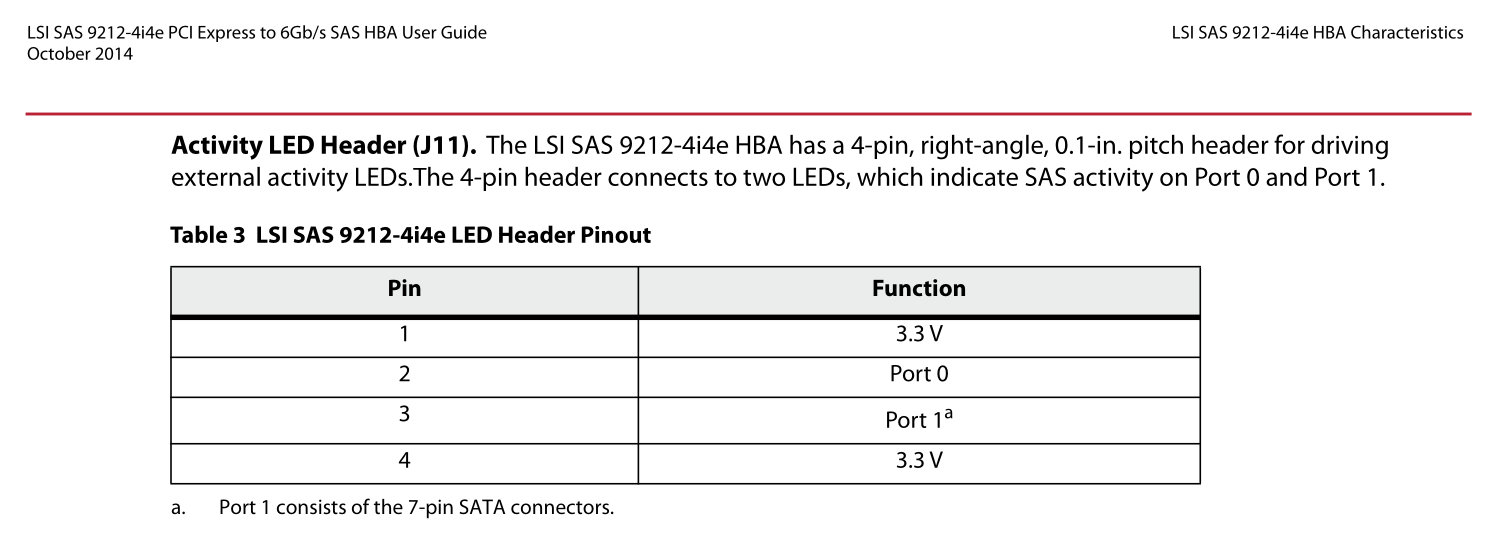 LSI SAS 9212-4i4e PCI Express to 6Gb/s SAS HBA User Guide LSI SAS 9212-4i4e HBA Characteristics
October 2014
Activity LED Header (J11). The LSI SAS 9212-4i4e HBA has a 4-pin, right-angle, 0.1-in. pitch header for driving
external activity LEDs.The 4-pin header connects to two LEDs, which indicate SAS activity on Port 0 and Port 1.
Table 3 LSI SAS 9212-4i4e LED Header Pinout
Pin Function
1 3.3 V
2 Port 0
3 Port 1a
4 3.3 V
a. Port 1 consists of the 7-pin SATA connectors.